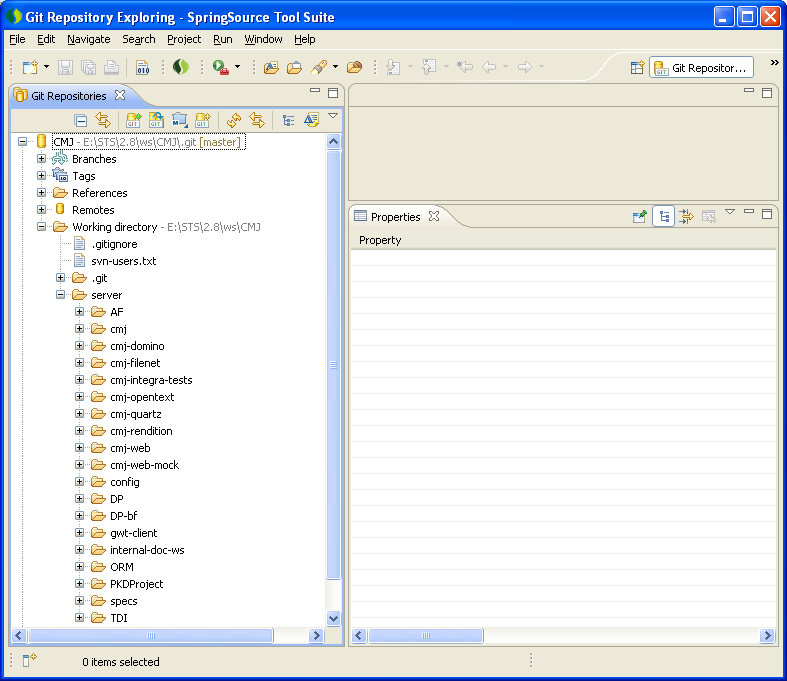 Git Repository Exploring - SpringSource Tool Suite
File Edit Navigate Search Project Run Window Help
010
Git Repositor...
»
Git Repositories
CMJ - E:\STS\2.8\ws\CMJ\.git [master]
Branches
Tags
References
Remotes
Working directory - E:\STS\2.8\ws\CMJ
.gitignore
svn-users.txt
.git
server
AF
cmj
cmj-domino
cmj-filenet
cmj-integra-tests
cmj-opentext
cmj-quartz
cmj-rendition
cmj-web
cmj-web-mock
config
DP
DP-bf
gwt-client
internal-doc-ws
ORM
PKDProject
specs
TDI
Properties
Property
0 items selected